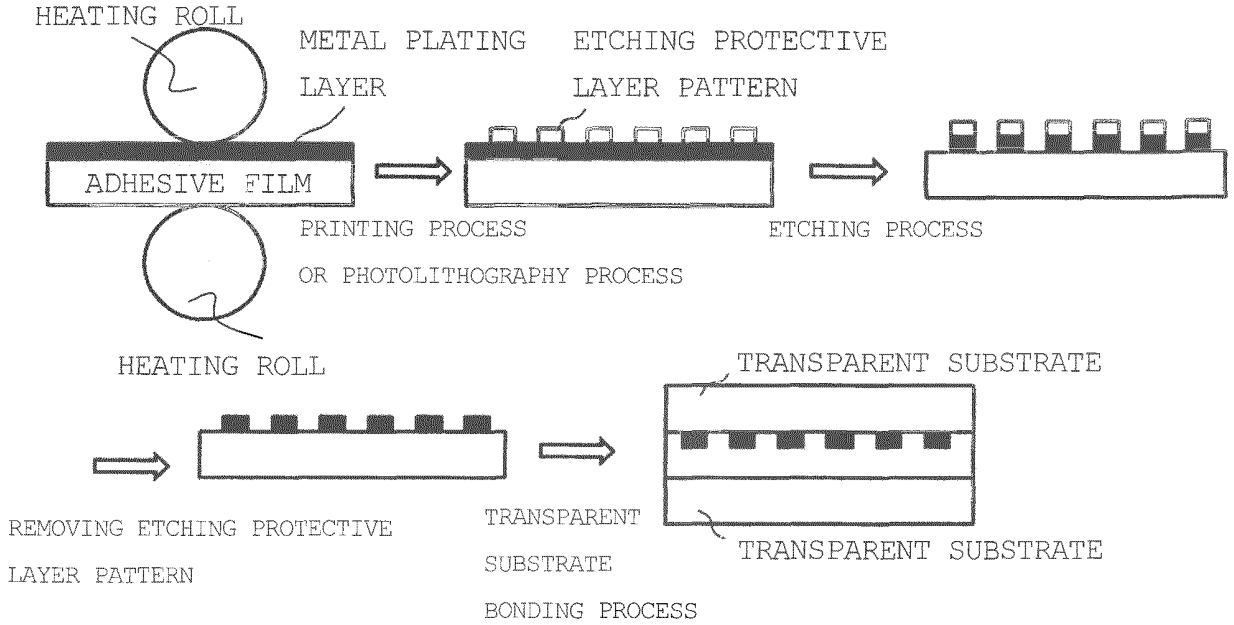 HEATING ROLL
METAL PLATING
LAYER
ETCHING PROTECTIVE
LAYER PATTERN
ADHESIVE FILM
PRINTING PROCESS
OR PHOTOLITHOGRAPHY PROCESS
ETCHING PROCESS
HEATING ROLL
TRANSPARENT SUBSTRATE
REMOVING ETCHING PROTECTIVE
LAYER PATTERN
TRANSPARENT
SUBSTRATE
BONDING PROCESS
TRANSPARENT SUBSTRATE